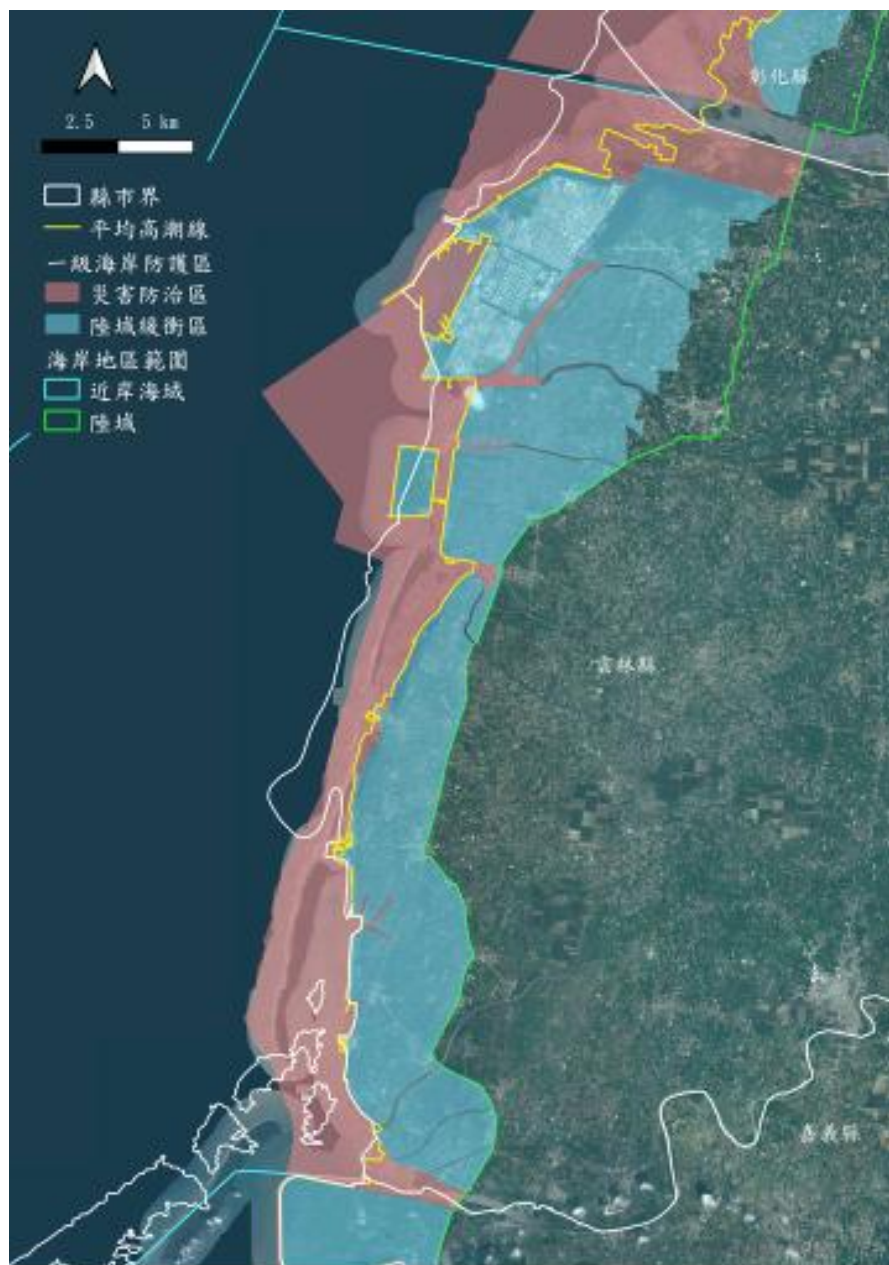 彰化縣
2.5 5 km
縣市界
平均高潮線
一級海岸防護區
災害防治區
陸域緩衝區
海岸地區範圍
近岸海域
陸域
雲林縣
嘉義縣